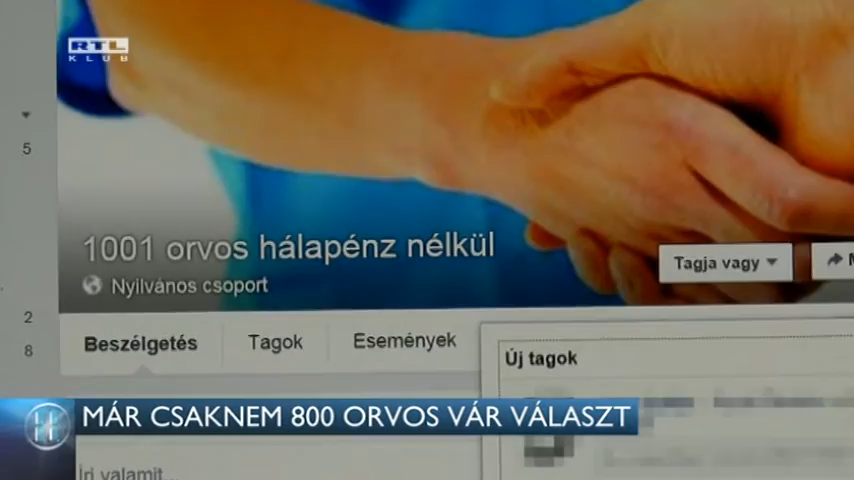 RTL
KLUB
5
1001 orvos hálapénz nélkül
Tagja vagy
Nyilvános csoport
2
8
Beszélgetés
Tagok
Események
Új tagok
MÁR CSAKNEM 800 ORVOS VÁR VÁLASZT
Írj valamit...